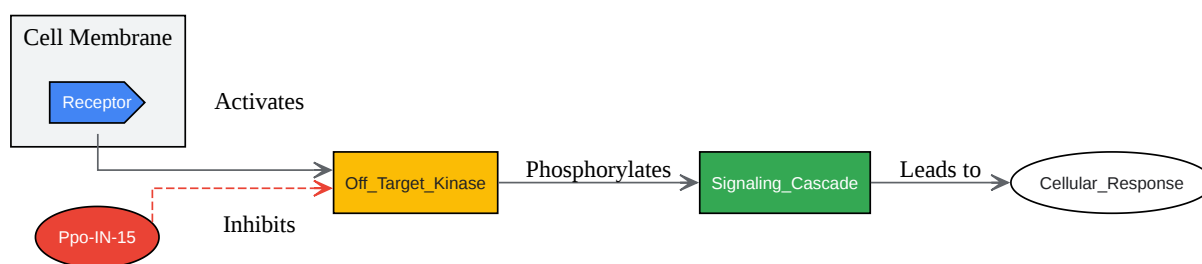 Cell Membrane
Receptor
Activates
Off_Target_Kinase
Phosphorylates
Signaling_Cascade
Leads to
Cellular_Response
Inhibits
Ppo-IN-15